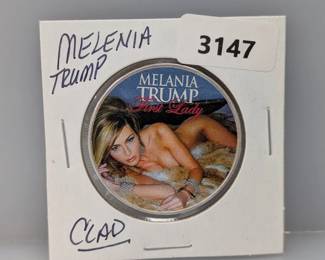 MELENIA
TRUMP
3147
MELANIA
TRUMP
First Lady
CLAD